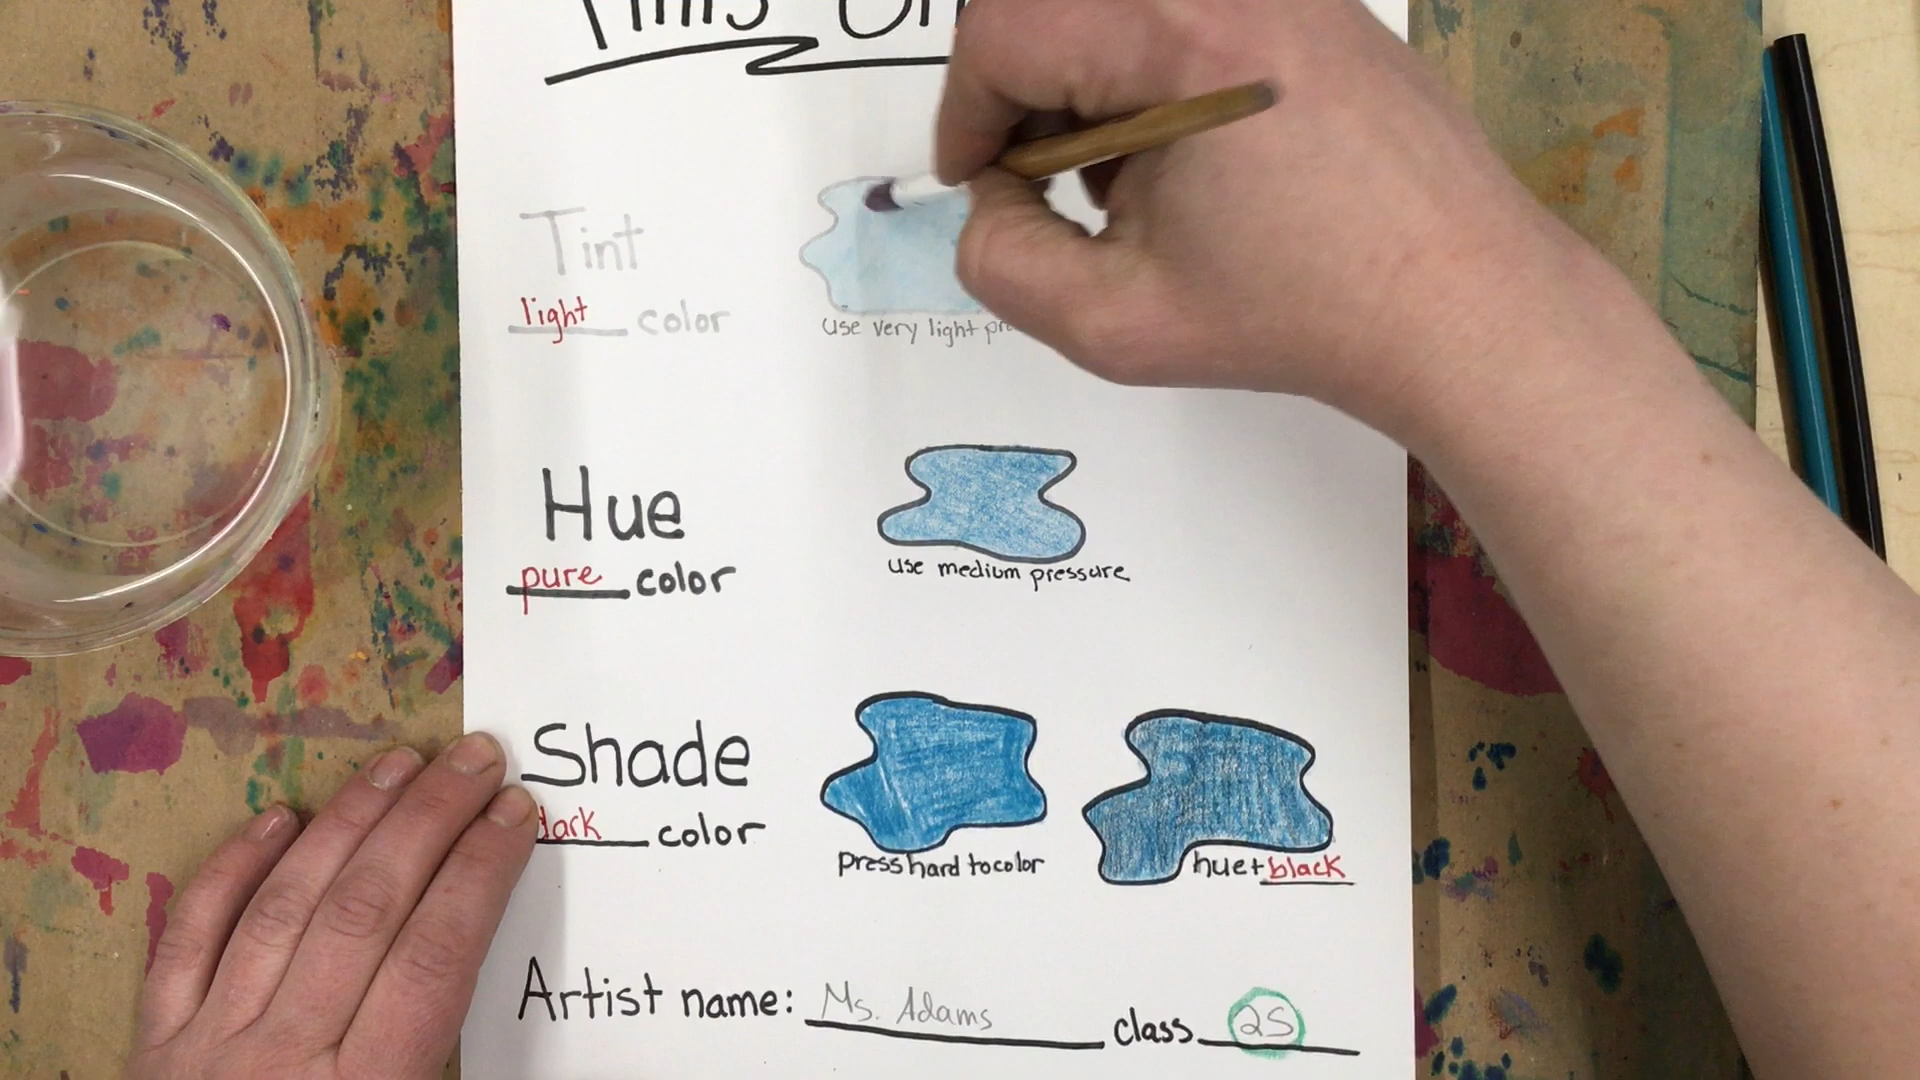 Tint
light color
use very light
Hue
pure color
use medium pressure
Shade
dark color
press hard to color
hue+black
Artist name: Ms. Adams class 2S